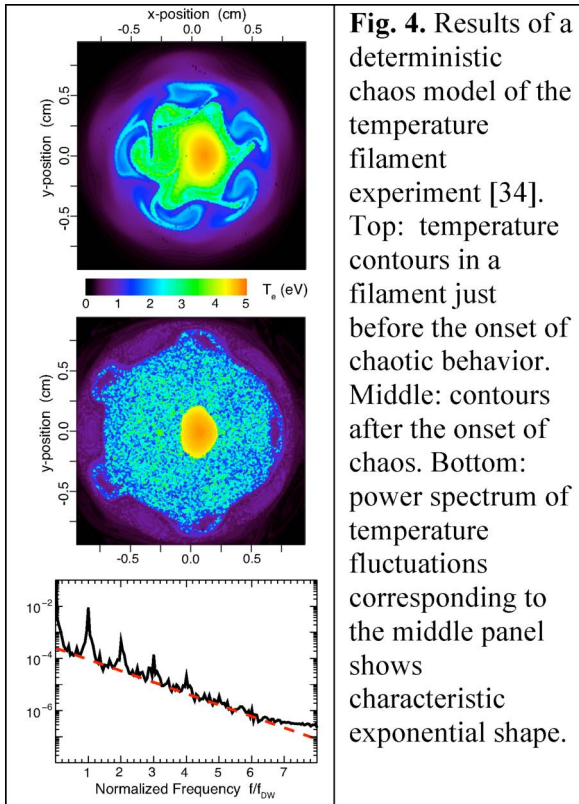 x-position (cm)
-0.5 0.0 0.5
y-position (cm)
0.5
0.0
-0.5
0 1 2 3 4 5
T_e (eV)
y-position (cm)
0.5
0.0
-0.5
-0.5 0.0 0.5
10^-2
10^-4
10^-6
1 2 3 4 5 6 7
Normalized Frequency f/f_DW
Fig. 4. Results of a
deterministic
chaos model of the
temperature
filament
experiment [34].
Top: temperature
contours in a
filament just
before the onset of
chaotic behavior.
Middle: contours
after the onset of
chaos. Bottom:
power spectrum of
temperature
fluctuations
corresponding to
the middle panel
shows
characteristic
exponential shape.